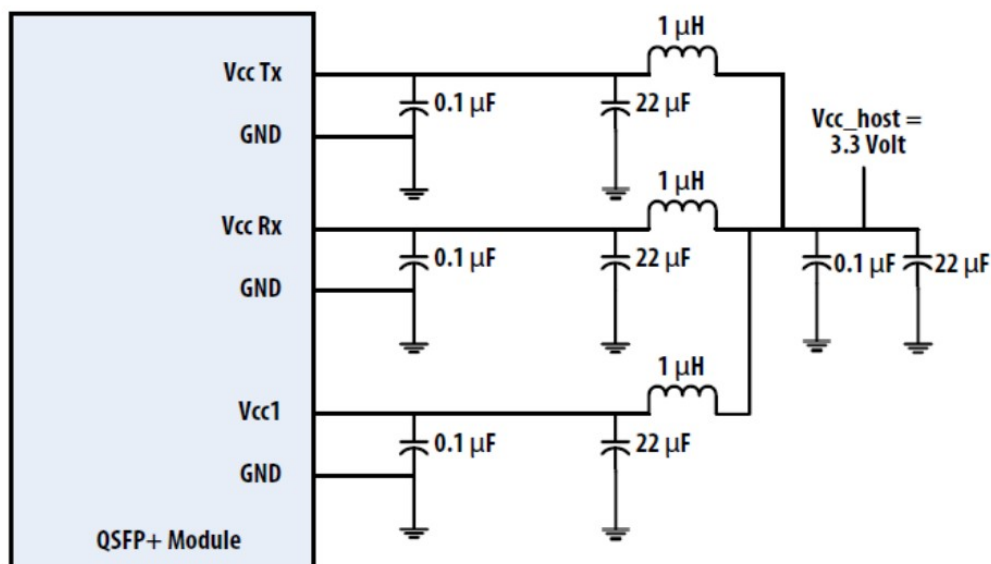 1 µH
Vcc Tx
0.1 µF
22 µF
Vcc_host =
3.3 Volt
GND
1 µH
Vcc Rx
0.1 µF
22 µF
0.1 µF
22 µF
GND
1 µH
Vcc1
0.1 µF
22 µF
GND
QSFP+ Module